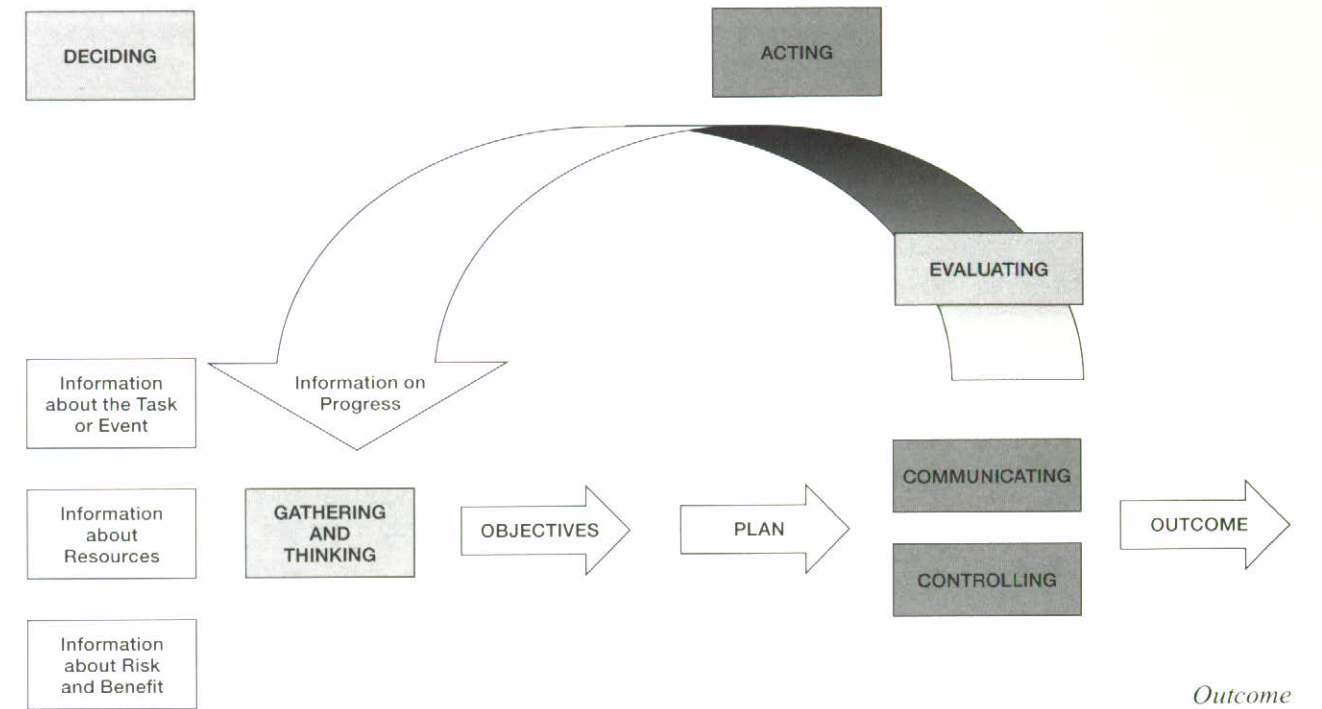 DECIDING
ACTING
EVALUATING
Information
about the Task
or Event
Information on
Progress
COMMUNICATING
Information
about
Resources
GATHERING
AND
THINKING
OBJECTIVES
PLAN
OUTCOME
CONTROLLING
Information
about Risk
and Benefit
Outcome